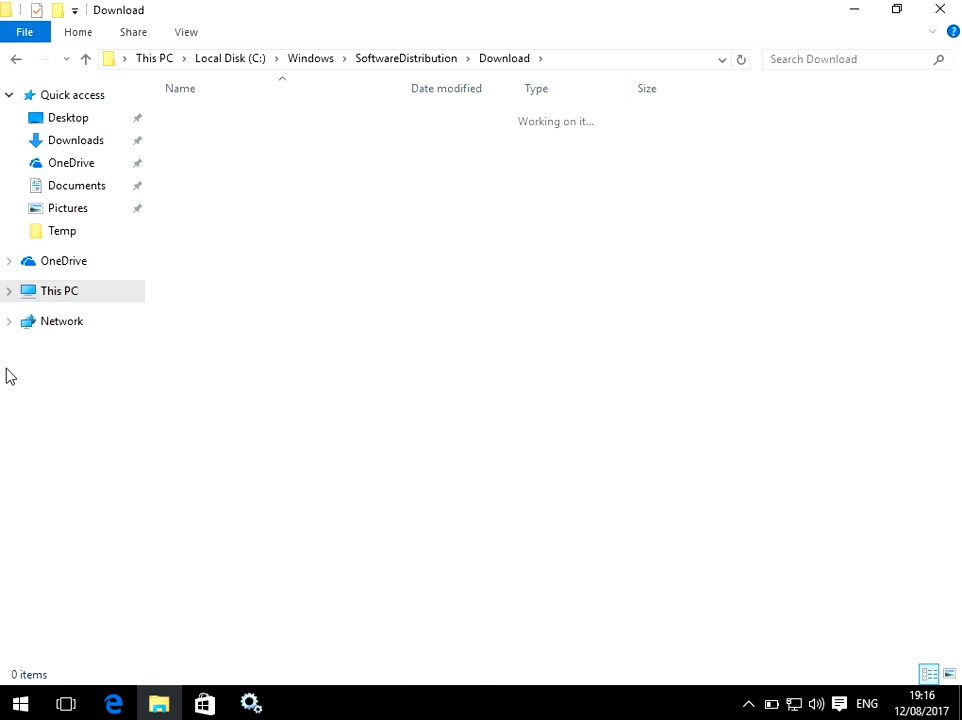 Download
File Home Share View
This PC Local Disk (C:) Windows SoftwareDistribution Download
Search Download
Name Date modified Type Size
Working on it...
Quick access
Desktop
Downloads
OneDrive
Documents
Pictures
Temp
OneDrive
This PC
Network
0 items
ENG
19:16
12/08/2017